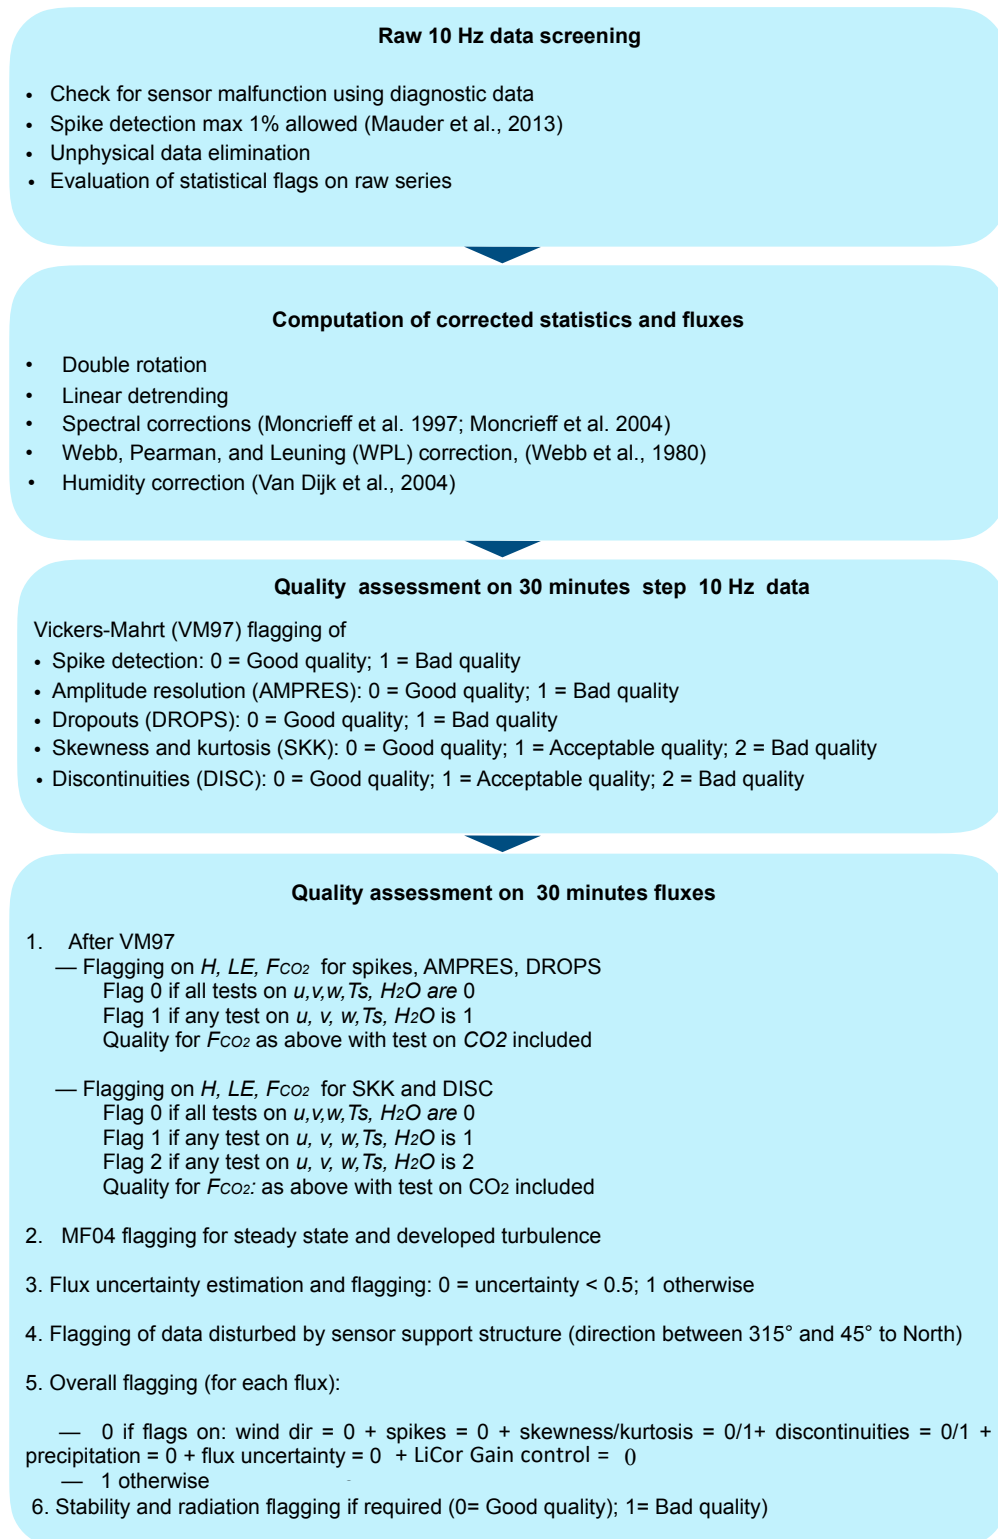 Raw 10 Hz data screening
• Check for sensor malfunction using diagnostic data
• Spike detection max 1% allowed (Mauder et al., 2013)
• Unphysical data elimination
• Evaluation of statistical flags on raw series
Computation of corrected statistics and fluxes
• Double rotation
• Linear detrending
• Spectral corrections (Moncrieff et al. 1997; Moncrieff et al. 2004)
• Webb, Pearman, and Leuning (WPL) correction, (Webb et al., 1980)
• Humidity correction (Van Dijk et al., 2004)
Quality assessment on 30 minutes step 10 Hz data
Vickers-Mahrt (VM97) flagging of
• Spike detection: 0 = Good quality; 1 = Bad quality
• Amplitude resolution (AMPRES): 0 = Good quality; 1 = Bad quality
• Dropouts (DROPS): 0 = Good quality; 1 = Bad quality
• Skewness and kurtosis (SKK): 0 = Good quality; 1 = Acceptable quality; 2 = Bad quality
• Discontinuities (DISC): 0 = Good quality; 1 = Acceptable quality; 2 = Bad quality
Quality assessment on 30 minutes fluxes
1. After VM97
— Flagging on H, LE, FCO2 for spikes, AMPRES, DROPS
Flag 0 if all tests on u,v,w,Ts, H2O are 0
Flag 1 if any test on u, v, w,Ts, H2O is 1
Quality for FCO2 as above with test on CO2 included
— Flagging on H, LE, FCO2 for SKK and DISC
Flag 0 if all tests on u,v,w,Ts, H2O are 0
Flag 1 if any test on u, v, w,Ts, H2O is 1
Flag 2 if any test on u, v, w,Ts, H2O is 2
Quality for FCO2: as above with test on CO2 included
2. MF04 flagging for steady state and developed turbulence
3. Flux uncertainty estimation and flagging: 0 = uncertainty < 0.5; 1 otherwise
4. Flagging of data disturbed by sensor support structure (direction between 315° and 45° to North)
5. Overall flagging (for each flux):
— 0 if flags on: wind dir = 0 + spikes = 0 + skewness/kurtosis = 0/1+ discontinuities = 0/1 +
precipitation = 0 + flux uncertainty = 0 + LiCor Gain control = 0
— 1 otherwise
6. Stability and radiation flagging if required (0= Good quality); 1= Bad quality)